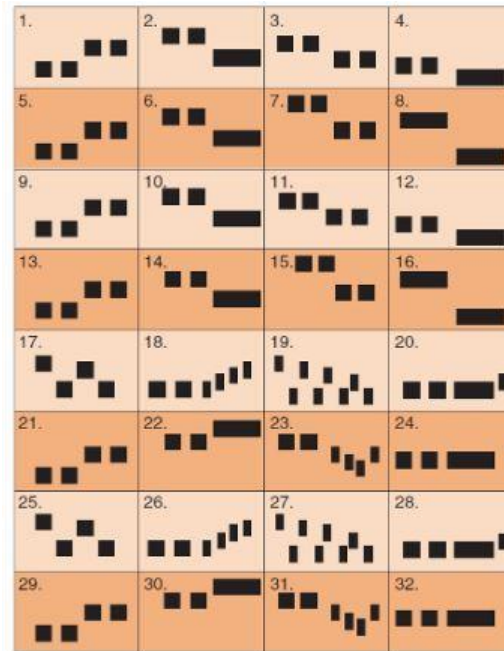 1. 2. 3. 4.
5. 6. 7. 8.
9. 10. 11. 12.
13. 14. 15. 16.
17. 18. 19. 20.
21. 22. 23. 24.
25. 26. 27. 28.
29. 30. 31. 32.